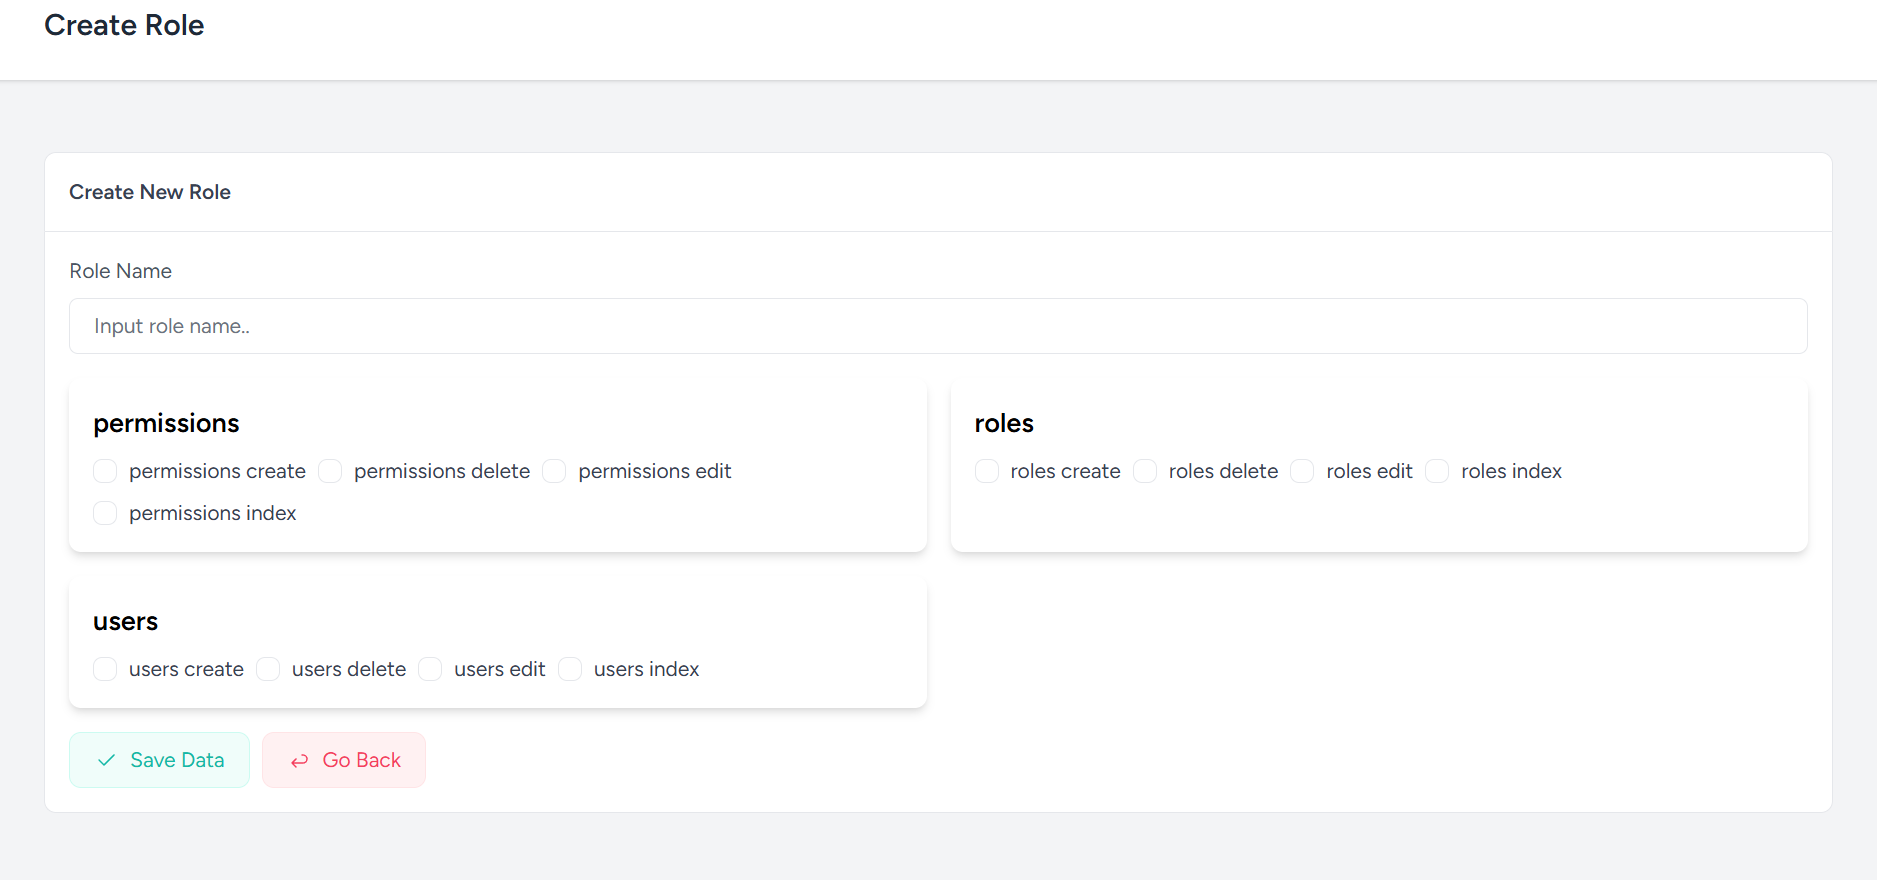 Create Role
Create New Role
Role Name
Input role name..
permissions
permissions create permissions delete permissions edit
permissions index
roles
roles create roles delete roles edit roles index
users
users create users delete users edit users index
Save Data Go Back